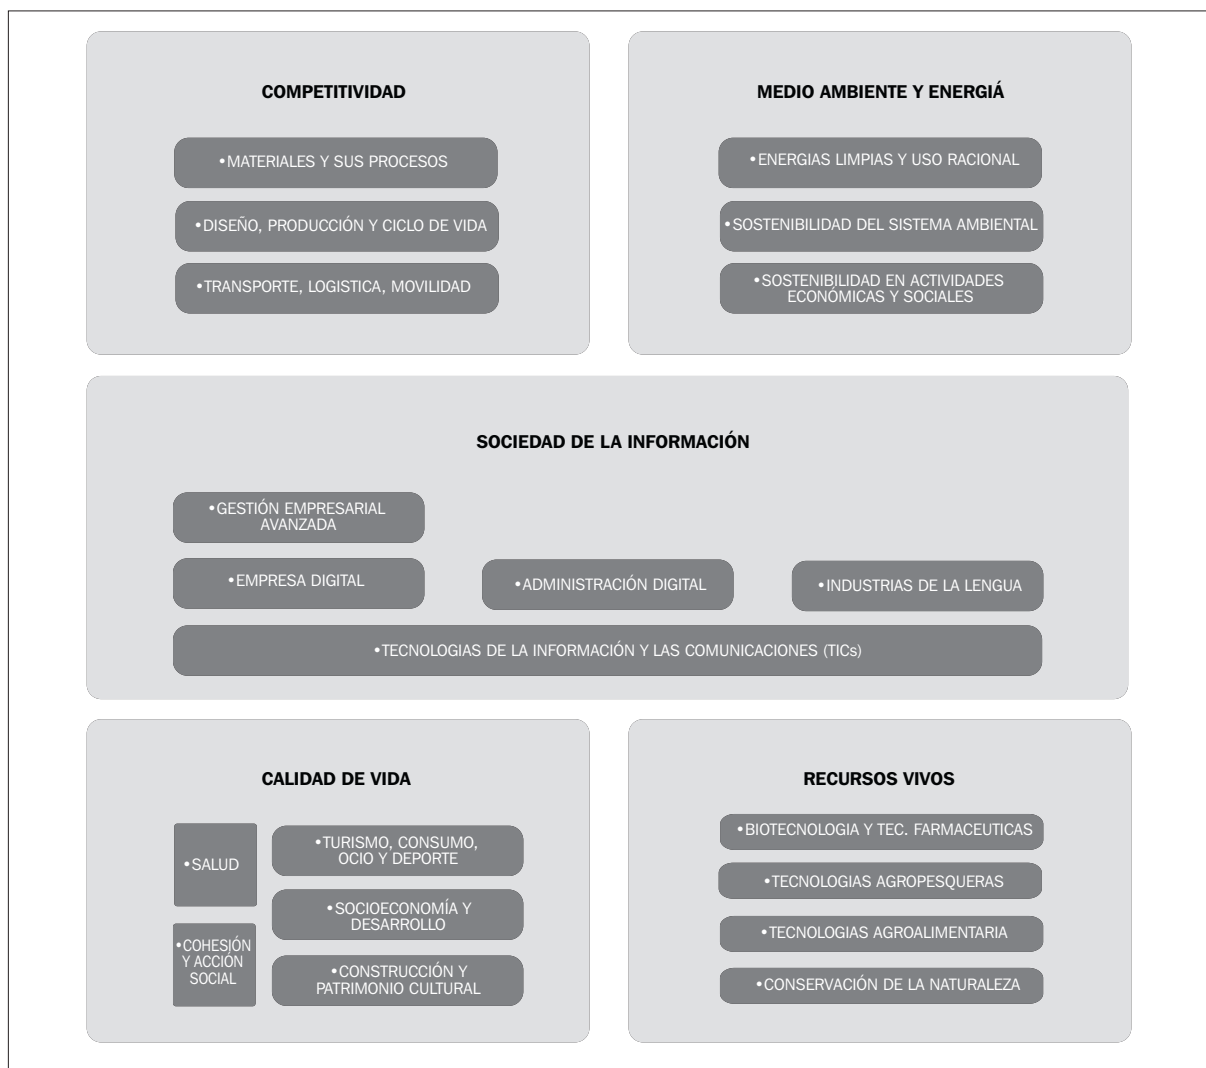 COMPETITIVIDAD
•MATERIALES Y SUS PROCESOS
•DISEÑO, PRODUCCIÓN Y CICLO DE VIDA
•TRANSPORTE, LOGISTICA, MOVILIDAD
MEDIO AMBIENTE Y ENERGIÁ
•ENERGIAS LIMPIAS Y USO RACIONAL
•SOSTENIBILIDAD DEL SISTEMA AMBIENTAL
•SOSTENIBILIDAD EN ACTIVIDADES
ECONÓMICAS Y SOCIALES
SOCIEDAD DE LA INFORMACIÓN
•GESTIÓN EMPRESARIAL
AVANZADA
•EMPRESA DIGITAL
•ADMINISTRACIÓN DIGITAL
•INDUSTRIAS DE LA LENGUA
•TECNOLOGIAS DE LA INFORMACIÓN Y LAS COMUNICACIONES (TICs)
CALIDAD DE VIDA
•SALUD
•COHESIÓN
Y ACCIÓN
SOCIAL
•TURISMO, CONSUMO,
OCIO Y DEPORTE
•SOCIOECONOMÍA Y
DESARROLLO
•CONSTRUCCIÓN Y
PATRIMONIO CULTURAL
RECURSOS VIVOS
•BIOTECNOLOGIA Y TEC. FARMACEUTICAS
•TECNOLOGIAS AGROPESQUERAS
•TECNOLOGIAS AGROALIMENTARIA
•CONSERVACIÓN DE LA NATURALEZA